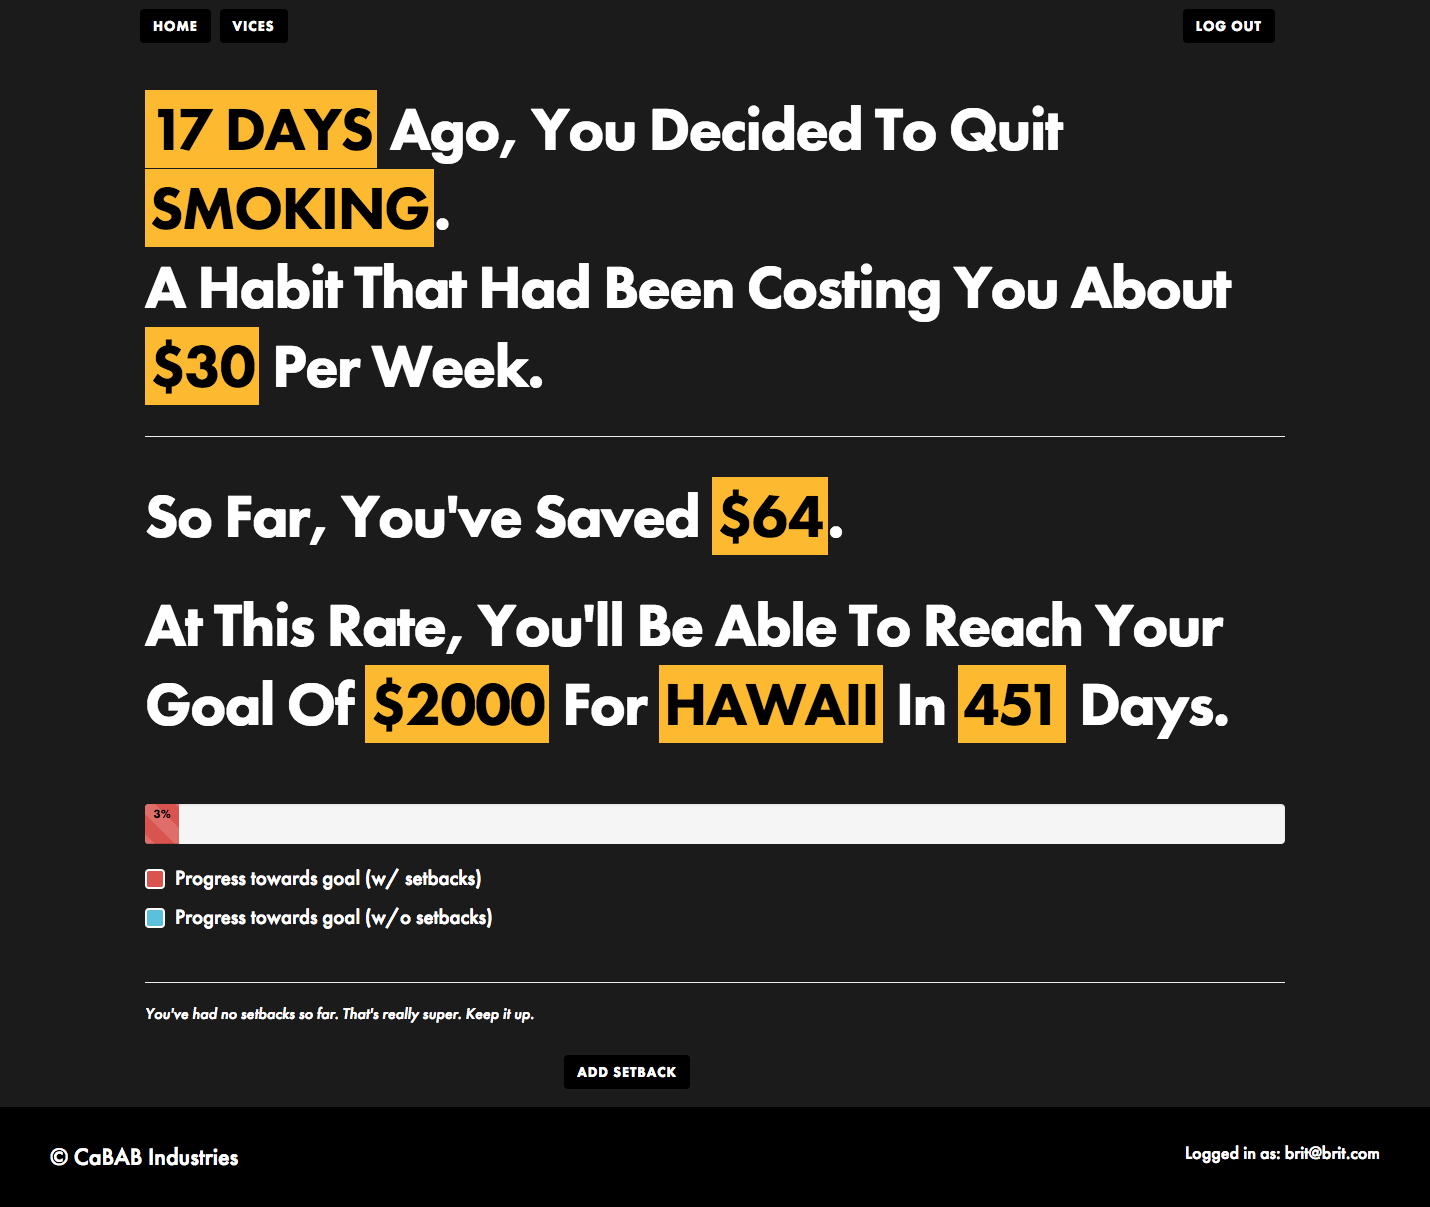 HOME VICES LOG OUT
17 DAYS Ago, You Decided To Quit
SMOKING.
A Habit That Had Been Costing You About
$30 Per Week.
So Far, You've Saved $64.
At This Rate, You'll Be Able To Reach Your
Goal Of $2000 For HAWAII In 451 Days.
3%
Progress towards goal (w/ setbacks)
Progress towards goal (w/o setbacks)
You've had no setbacks so far. That's really super. Keep it up.
ADD SETBACK
© CaBAB Industries Logged in as: brit@brit.com